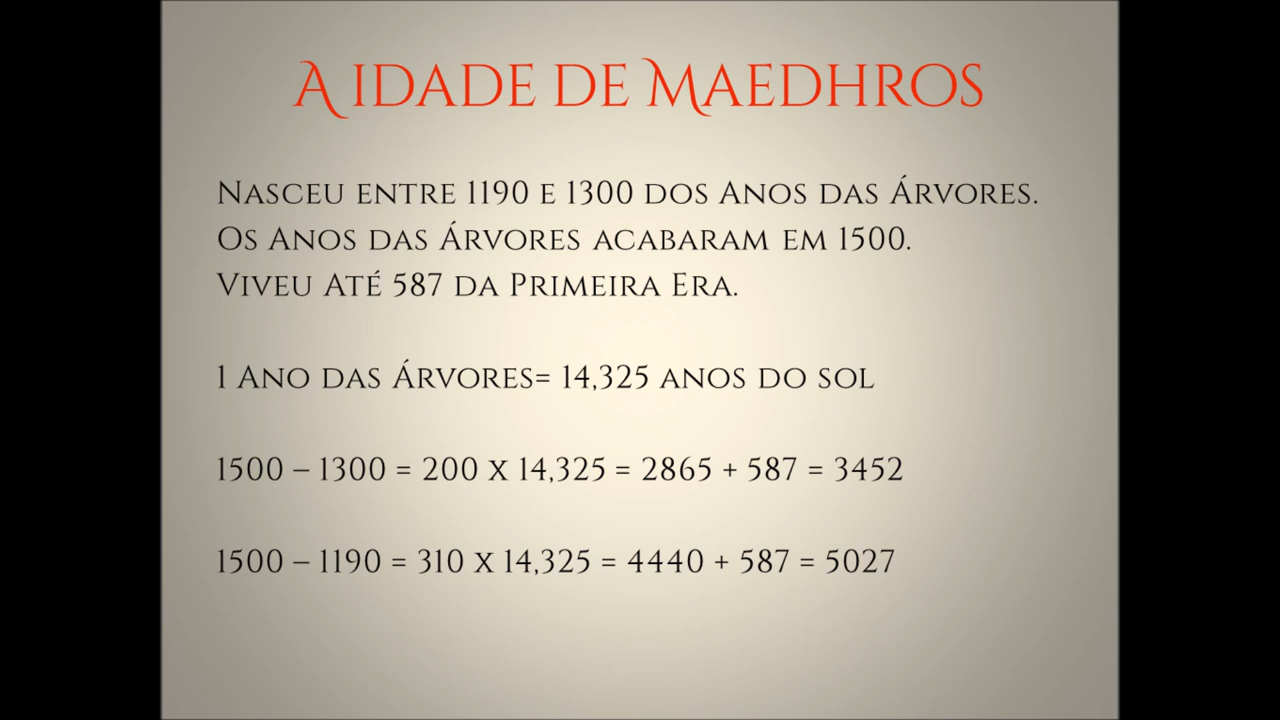 A idade de Maedhros
Nasceu entre 1190 e 1300 dos Anos das Árvores.
Os Anos das Árvores acabaram em 1500.
Viveu Até 587 da Primeira Era.
1 Ano das Árvores= 14,325 anos do sol
1500 – 1300 = 200 x 14,325 = 2865 + 587 = 3452
1500 – 1190 = 310 x 14,325 = 4440 + 587 = 5027